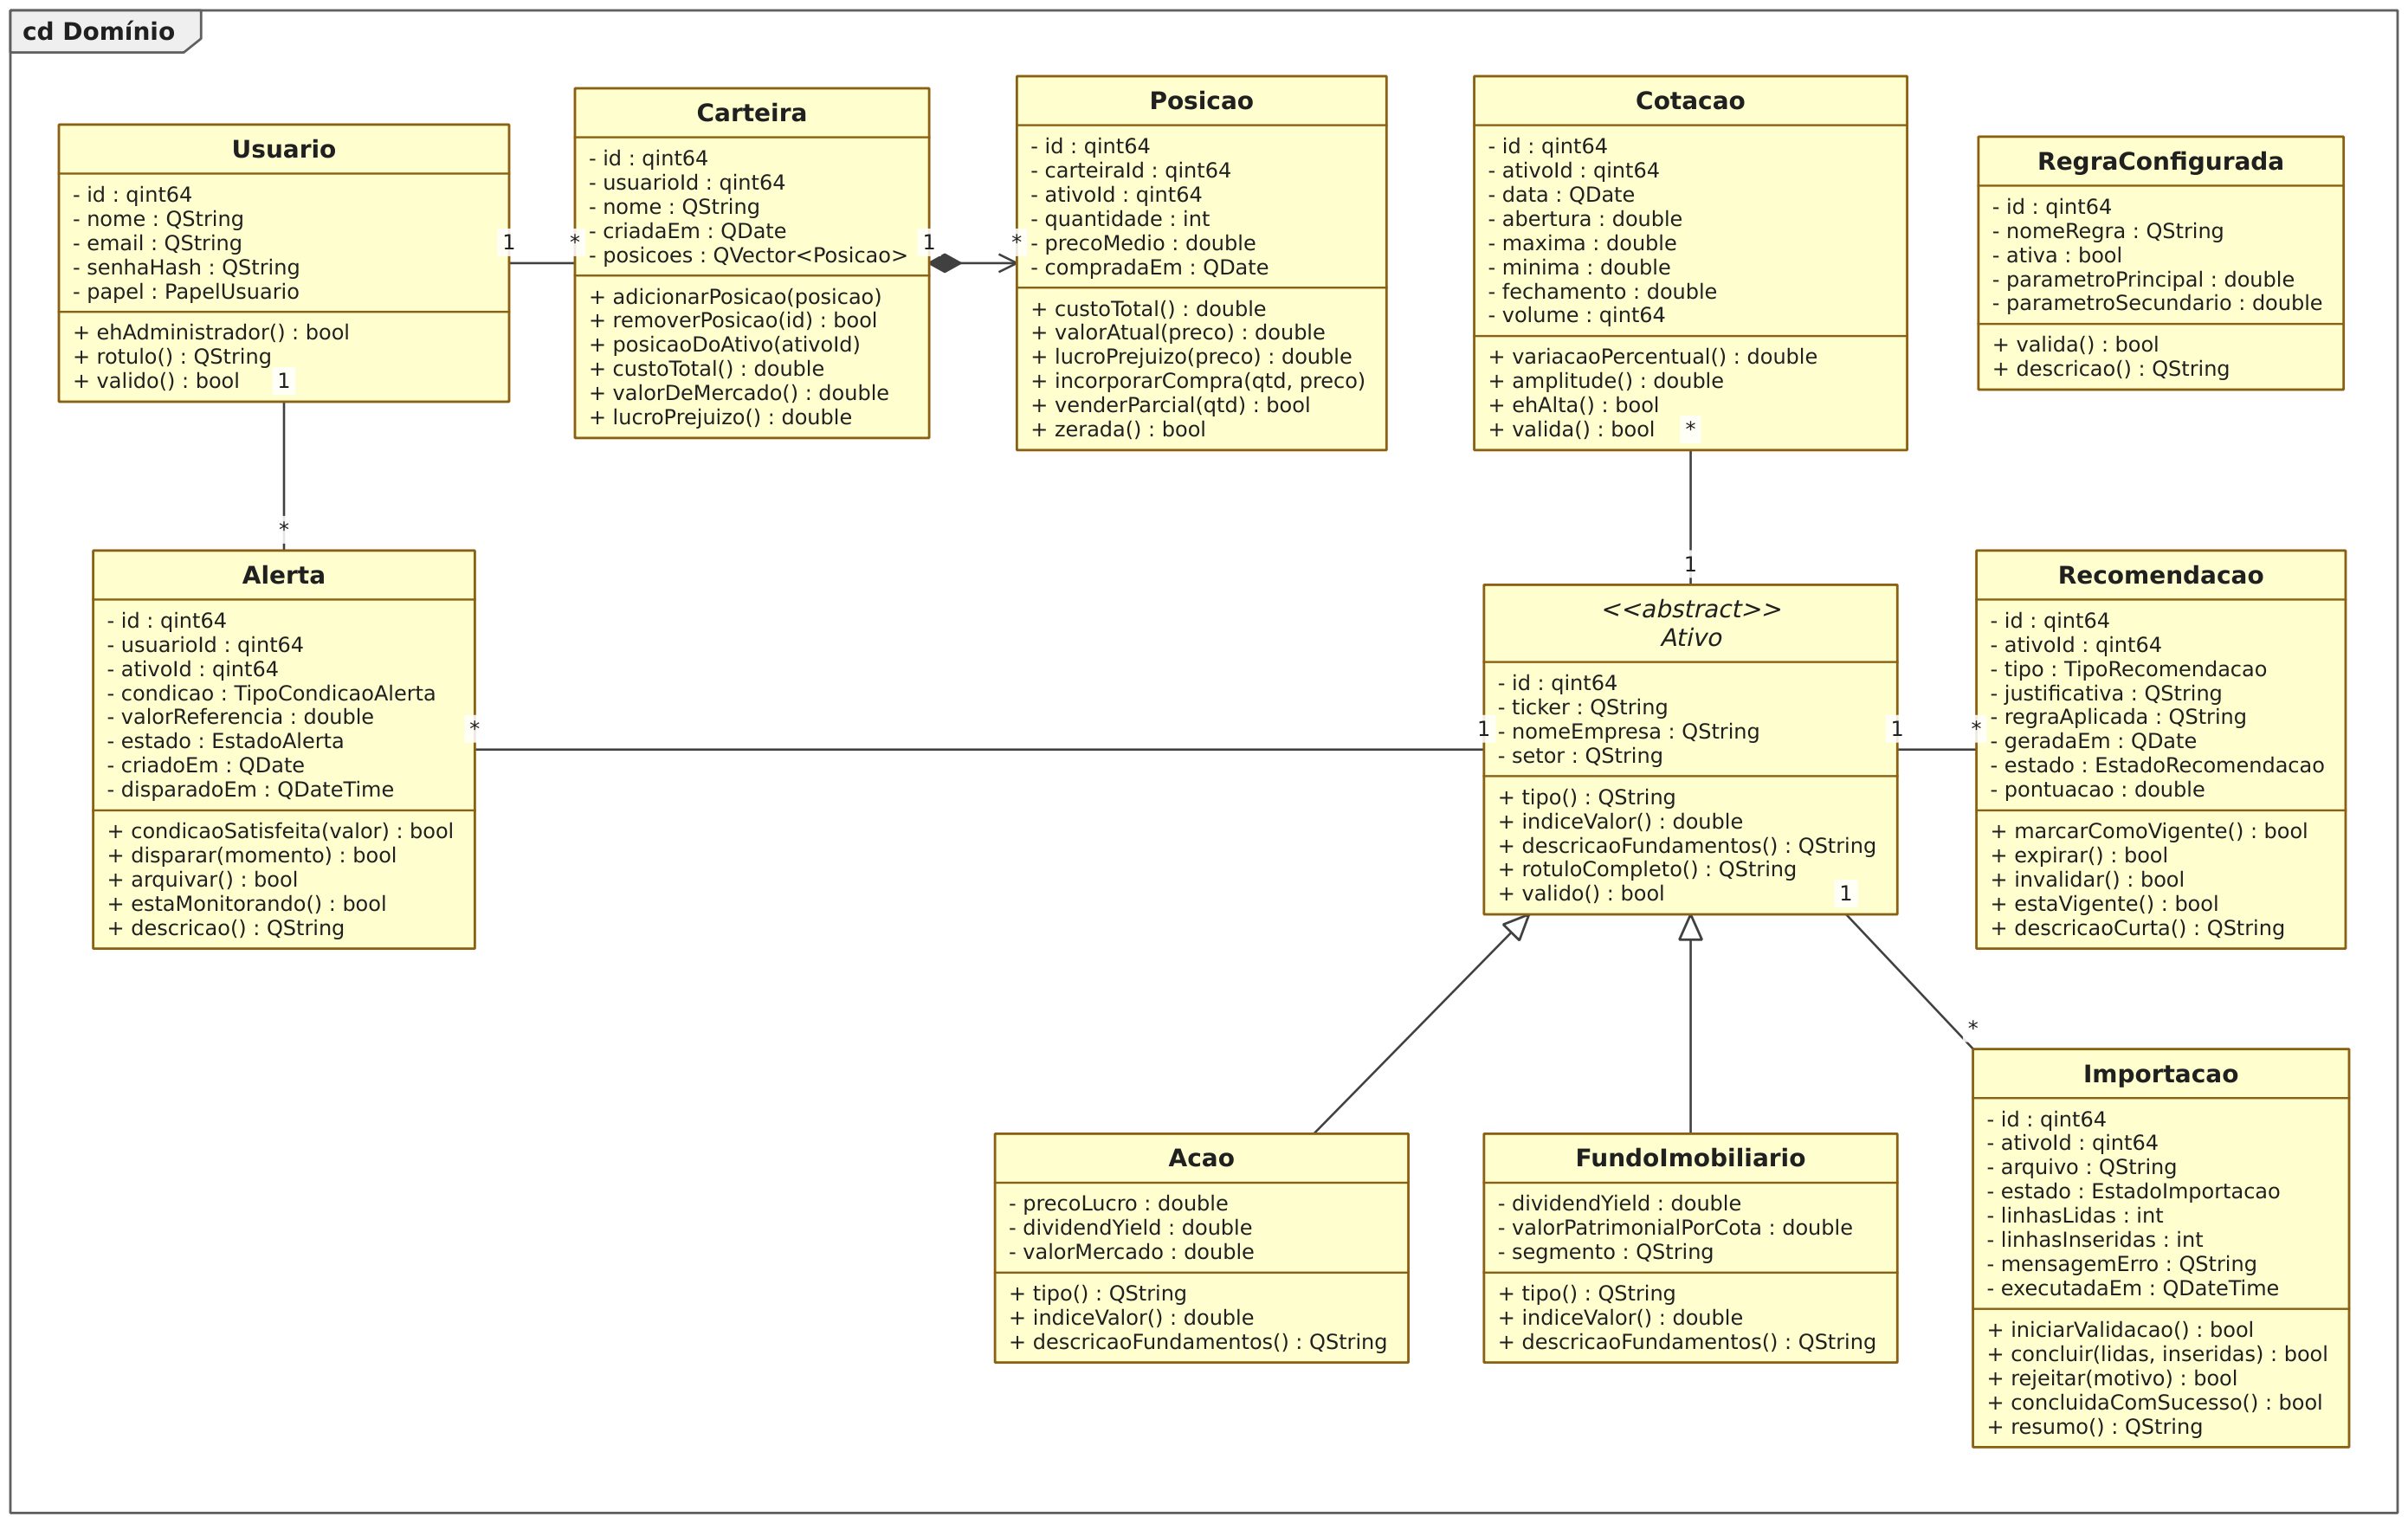 cd Domínio
Usuario
- id : qint64
- nome : QString
- email : QString
- senhaHash : QString
- papel : PapelUsuario
+ ehAdministrador() : bool
+ rotulo() : QString
+ valido() : bool
1
*
1
*
Carteira
- id : qint64
- usuarioId : qint64
- nome : QString
- criadaEm : QDate
- posicoes : QVector<Posicao>
+ adicionarPosicao(posicao)
+ removerPosicao(id) : bool
+ posicaoDoAtivo(ativoId)
+ custoTotal() : double
+ valorDeMercado() : double
+ lucroPrejuizo() : double
1
*
Posicao
- id : qint64
- carteiraId : qint64
- ativoId : qint64
- quantidade : int
- precoMedio : double
- compradaEm : QDate
+ custoTotal() : double
+ valorAtual(preco) : double
+ lucroPrejuizo(preco) : double
+ incorporarCompra(qtd, preco)
+ venderParcial(qtd) : bool
+ zerada() : bool
Cotacao
- id : qint64
- ativoId : qint64
- data : QDate
- abertura : double
- maxima : double
- minima : double
- fechamento : double
- volume : qint64
+ variacaoPercentual() : double
+ amplitude() : double
+ ehAlta() : bool
+ valida() : bool
*
1
RegraConfigurada
- id : qint64
- nomeRegra : QString
- ativa : bool
- parametroPrincipal : double
- parametroSecundario : double
+ valida() : bool
+ descricao() : QString
Alerta
- id : qint64
- usuarioId : qint64
- ativoId : qint64
- condicao : TipoCondicaoAlerta
- valorReferencia : double
- estado : EstadoAlerta
- criadoEm : QDate
- disparadoEm : QDateTime
+ condicaoSatisfeita(valor) : bool
+ disparar(momento) : bool
+ arquivar() : bool
+ estaMonitorando() : bool
+ descricao() : QString
*
1
<<abstract>>
Ativo
- id : qint64
- ticker : QString
- nomeEmpresa : QString
- setor : QString
+ tipo() : QString
+ indiceValor() : double
+ descricaoFundamentos() : QString
+ rotuloCompleto() : QString
+ valido() : bool
1
*
1
*
Recomendacao
- id : qint64
- ativoId : qint64
- tipo : TipoRecomendacao
- justificativa : QString
- regraAplicada : QString
- geradaEm : QDate
- estado : EstadoRecomendacao
- pontuacao : double
+ marcarComoVigente() : bool
+ expirar() : bool
+ invalidar() : bool
+ estaVigente() : bool
+ descricaoCurta() : QString
Acao
- precoLucro : double
- dividendYield : double
- valorMercado : double
+ tipo() : QString
+ indiceValor() : double
+ descricaoFundamentos() : QString
FundoImobiliario
- dividendYield : double
- valorPatrimonialPorCota : double
- segmento : QString
+ tipo() : QString
+ indiceValor() : double
+ descricaoFundamentos() : QString
Importacao
- id : qint64
- ativoId : qint64
- arquivo : QString
- estado : EstadoImportacao
- linhasLidas : int
- linhasInseridas : int
- mensagemErro : QString
- executadaEm : QDateTime
+ iniciarValidacao() : bool
+ concluir(lidas, inseridas) : bool
+ rejeitar(motivo) : bool
+ concluidaComSucesso() : bool
+ resumo() : QString